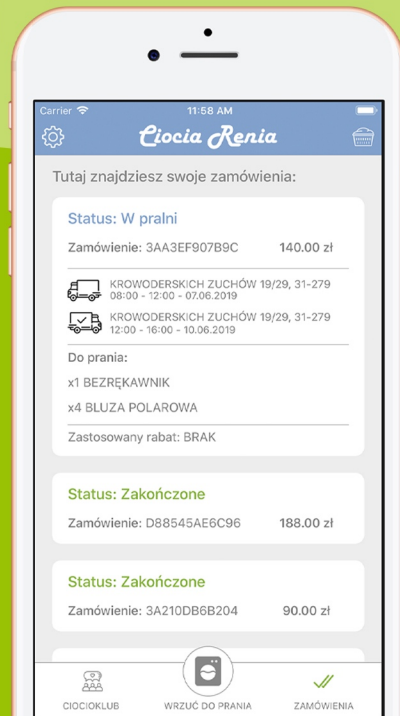 Carrier 11:58 AM
Ciocia Renia
Tutaj znajdziesz swoje zamówienia:
Status: W pralni
Zamówienie: 3AA3EF907B9C 140.00 zł
KROWODERSKICH ZUCHÓW 19/29, 31-279
08:00 - 12:00 - 07.06.2019
KROWODERSKICH ZUCHÓW 19/29, 31-279
12:00 - 16:00 - 10.06.2019
Do prania:
x1 BEZRĘKAWNIK
x4 BLUZA POLAROWA
Zastosowany rabat: BRAK
Status: Zakończone
Zamówienie: D88545AE6C96 188.00 zł
Status: Zakończone
Zamówienie: 3A210DB6B204 90.00 zł
CIOCIOKLUB WRZUĆ DO PRANIA ZAMÓWIENIA